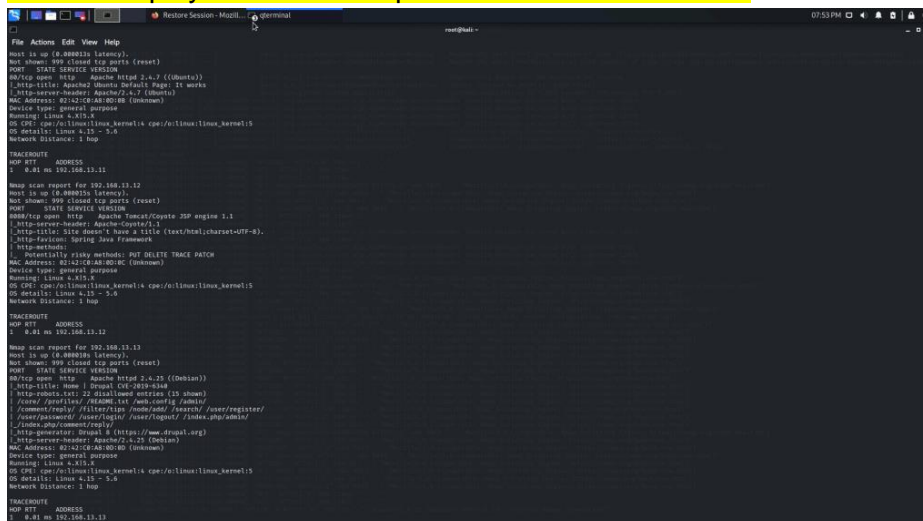 Restore Session - Mozill...
qterminal
07:53 PM
root@kali: ~
File Actions Edit View Help
Host is up (0.000013s latency).
Not shown: 999 closed tcp ports (reset)
PORT STATE SERVICE VERSION
80/tcp open http Apache httpd 2.4.7 ((Ubuntu))
|_http-title: Apache2 Ubuntu Default Page: It works
|_http-server-header: Apache/2.4.7 (Ubuntu)
MAC Address: 02:42:C0:A8:0D:0B (Unknown)
Device type: general purpose
Running: Linux 4.X|5.X
OS CPE: cpe:/o:linux:linux_kernel:4 cpe:/o:linux:linux_kernel:5
OS details: Linux 4.15 - 5.6
Network Distance: 1 hop
TRACEROUTE
HOP RTT ADDRESS
1 0.01 ms 192.168.13.11
Nmap scan report for 192.168.13.12
Host is up (0.000015s latency).
Not shown: 999 closed tcp ports (reset)
PORT STATE SERVICE VERSION
8080/tcp open http Apache Tomcat/Coyote JSP engine 1.1
|_http-server-header: Apache-Coyote/1.1
|_http-title: Site doesn't have a title (text/html;charset=UTF-8).
|_http-favicon: Spring Java Framework
| http-methods:
|_ Potentially risky methods: PUT DELETE TRACE PATCH
MAC Address: 02:42:C0:A8:0D:0C (Unknown)
Device type: general purpose
Running: Linux 4.X|5.X
OS CPE: cpe:/o:linux:linux_kernel:4 cpe:/o:linux:linux_kernel:5
OS details: Linux 4.15 - 5.6
Network Distance: 1 hop
TRACEROUTE
HOP RTT ADDRESS
1 0.01 ms 192.168.13.12
Nmap scan report for 192.168.13.13
Host is up (0.000010s latency).
Not shown: 999 closed tcp ports (reset)
PORT STATE SERVICE VERSION
80/tcp open http Apache httpd 2.4.25 ((Debian))
|_http-title: Home | Drupal CVE-2019-6340
| http-robots.txt: 22 disallowed entries (15 shown)
| /core/ /profiles/ /README.txt /web.config /admin/
| /comment/reply/ /filter/tips /node/add/ /search/ /user/register/
| /user/password/ /user/login/ /user/logout/ /index.php/admin/
|_/index.php/comment/reply/
|_http-generator: Drupal 8 (https://www.drupal.org)
|_http-server-header: Apache/2.4.25 (Debian)
MAC Address: 02:42:C0:A8:0D:0D (Unknown)
Device type: general purpose
Running: Linux 4.X|5.X
OS CPE: cpe:/o:linux:linux_kernel:4 cpe:/o:linux:linux_kernel:5
OS details: Linux 4.15 - 5.6
Network Distance: 1 hop
TRACEROUTE
HOP RTT ADDRESS
1 0.01 ms 192.168.13.13